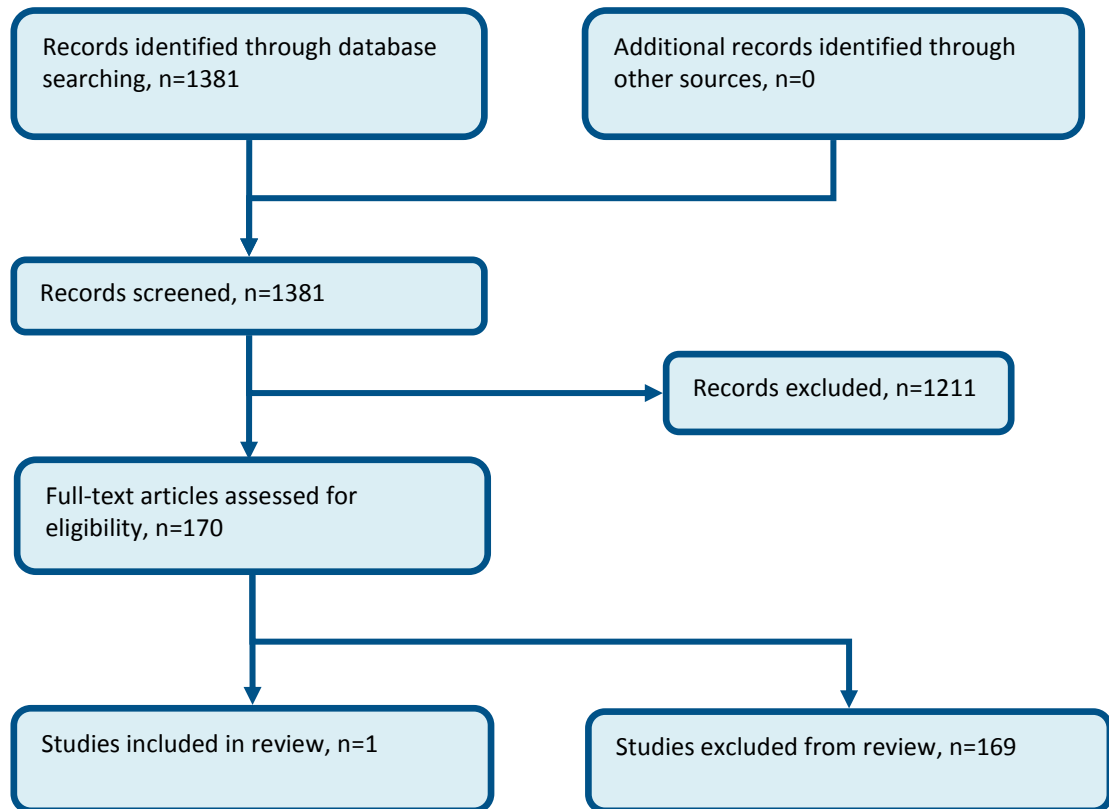 Records identified through database
searching, n=1381
Additional records identified through
other sources, n=0
Records screened, n=1381
Records excluded, n=1211
Full-text articles assessed for
eligibility, n=170
Studies included in review, n=1
Studies excluded from review, n=169